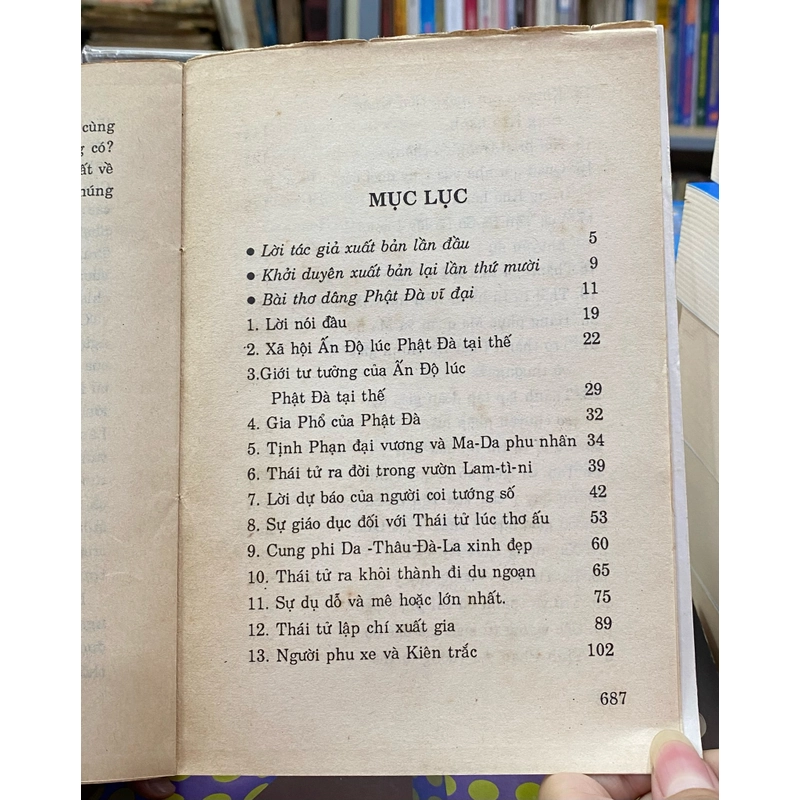 cùng
có?
ất về
húng
MỤC LỤC
• Lời tác giả xuất bản lần đầu 5
• Khởi duyên xuất bản lại lần thứ mười 9
• Bài thơ dâng Phật Đà vĩ đại 11
1. Lời nói đầu 19
2. Xã hội Ấn Độ lúc Phật Đà tại thế 22
3.Giới tư tưởng của Ấn Độ lúc
Phật Đà tại thế 29
4. Gia Phổ của Phật Đà 32
5. Tịnh Phạn đại vương và Ma-Da phu nhân 34
6. Thái tử ra đời trong vườn Lam-tì-ni 39
7. Lời dự báo của người coi tướng số 42
8. Sự giáo dục đối với Thái tử lúc thơ ấu 53
9. Cung phi Da -Thâu-Đà-La xinh đẹp 60
10. Thái tử ra khỏi thành đi du ngoạn 65
11. Sự dụ dỗ và mê hoặc lớn nhất. 75
12. Thái tử lập chí xuất gia 89
13. Người phu xe và Kiên trắc 102
687